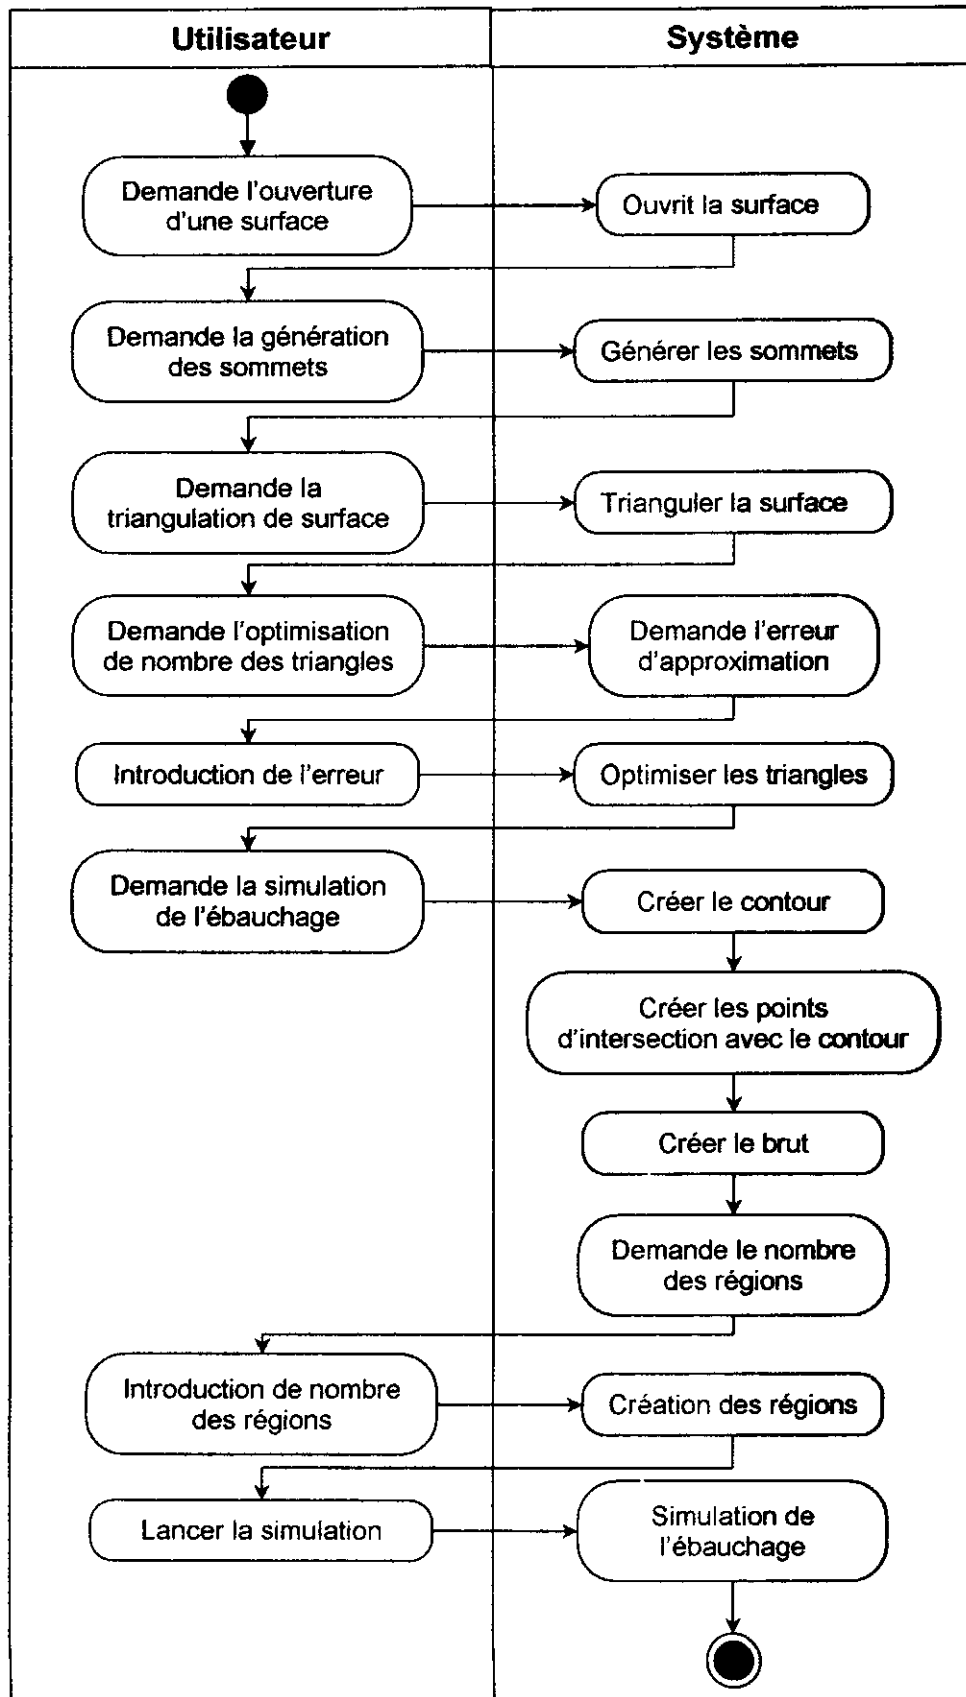 Utilisateur
Système
Demande l'ouverture
d'une surface
Ouvrit la surface
Demande la génération
des sommets
Générer les sommets
Demande la
triangulation de surface
Trianguler la surface
Demande l'optimisation
de nombre des triangles
Demande l'erreur
d'approximation
Introduction de l'erreur
Optimiser les triangles
Demande la simulation
de l'ébauchage
Créer le contour
Créer les points
d'intersection avec le contour
Créer le brut
Demande le nombre
des régions
Introduction de nombre
des régions
Création des régions
Lancer la simulation
Simulation de
l'ébauchage